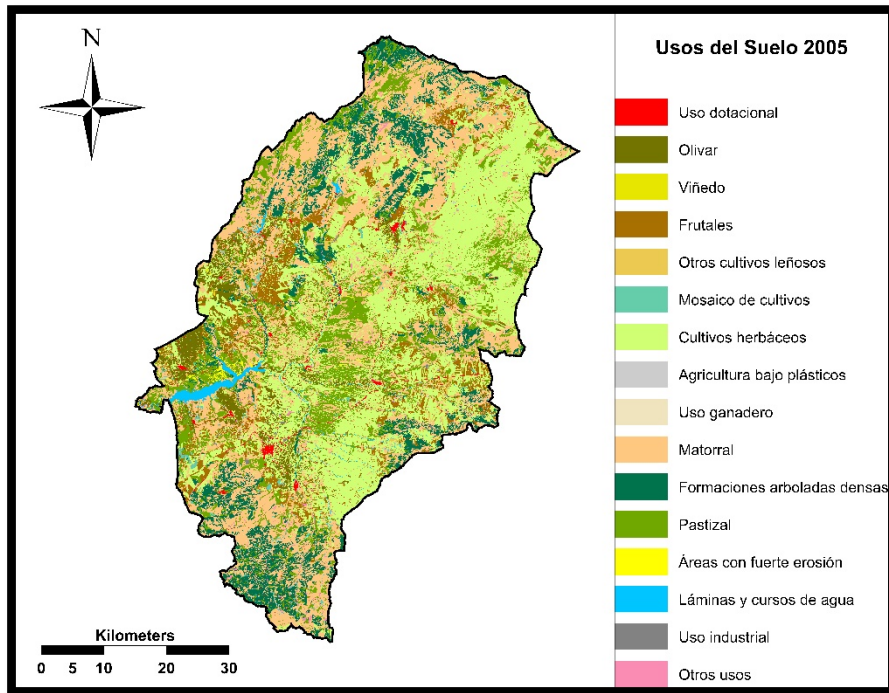 N
Usos del Suelo 2005
Uso dotacional
Olivar
Viñedo
Frutales
Otros cultivos leñosos
Mosaico de cultivos
Cultivos herbáceos
Agricultura bajo plásticos
Uso ganadero
Matorral
Formaciones arboladas densas
Pastizal
Áreas con fuerte erosión
Láminas y cursos de agua
Uso industrial
Otros usos
Kilometers
0 5 10 20 30